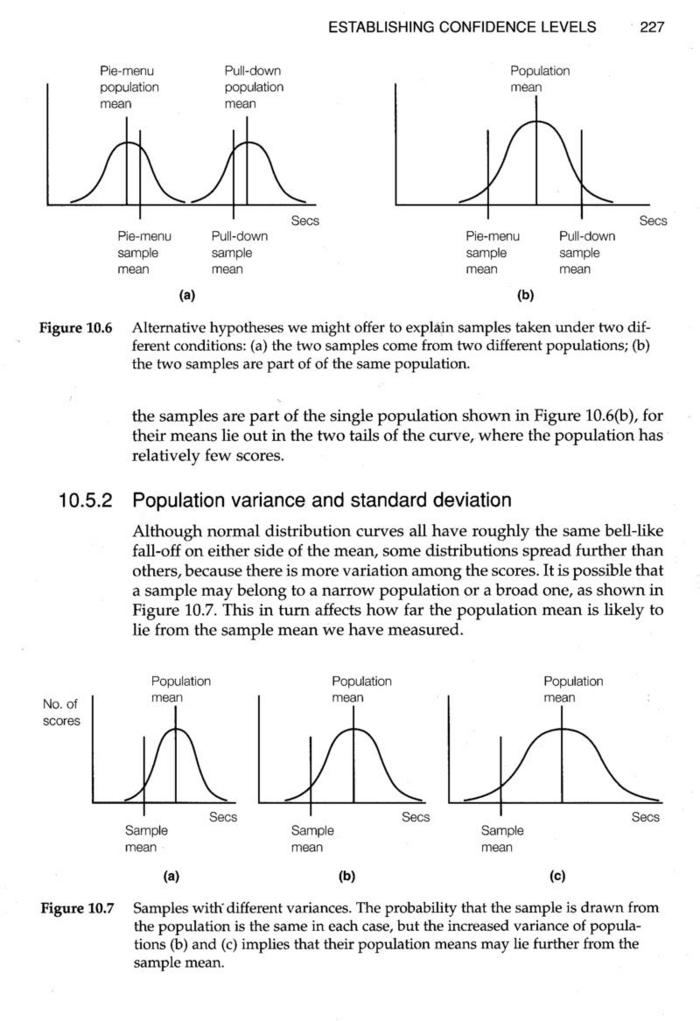 ESTABLISHING CONFIDENCE LEVELS 227
Pie-menu
population
mean
Pull-down
population
mean
Population
mean
Secs
Secs
Pie-menu
sample
mean
Pull-down
sample
mean
Pie-menu
sample
mean
Pull-down
sample
mean
(a)
(b)
Figure 10.6 Alternative hypotheses we might offer to explain samples taken under two dif-
ferent conditions: (a) the two samples come from two different populations; (b)
the two samples are part of of the same population.
the samples are part of the single population shown in Figure 10.6(b), for
their means lie out in the two tails of the curve, where the population has
relatively few scores.
10.5.2 Population variance and standard deviation
Although normal distribution curves all have roughly the same bell-like
fall-off on either side of the mean, some distributions spread further than
others, because there is more variation among the scores. It is possible that
a sample may belong to a narrow population or a broad one, as shown in
Figure 10.7. This in turn affects how far the population mean is likely to
lie from the sample mean we have measured.
No. of
scores
Population
mean
Population
mean
Population
mean
Secs
Secs
Secs
Sample
mean
Sample
mean
Sample
mean
(a)
(b)
(c)
Figure 10.7 Samples with different variances. The probability that the sample is drawn from
the population is the same in each case, but the increased variance of popula-
tions (b) and (c) implies that their population means may lie further from the
sample mean.